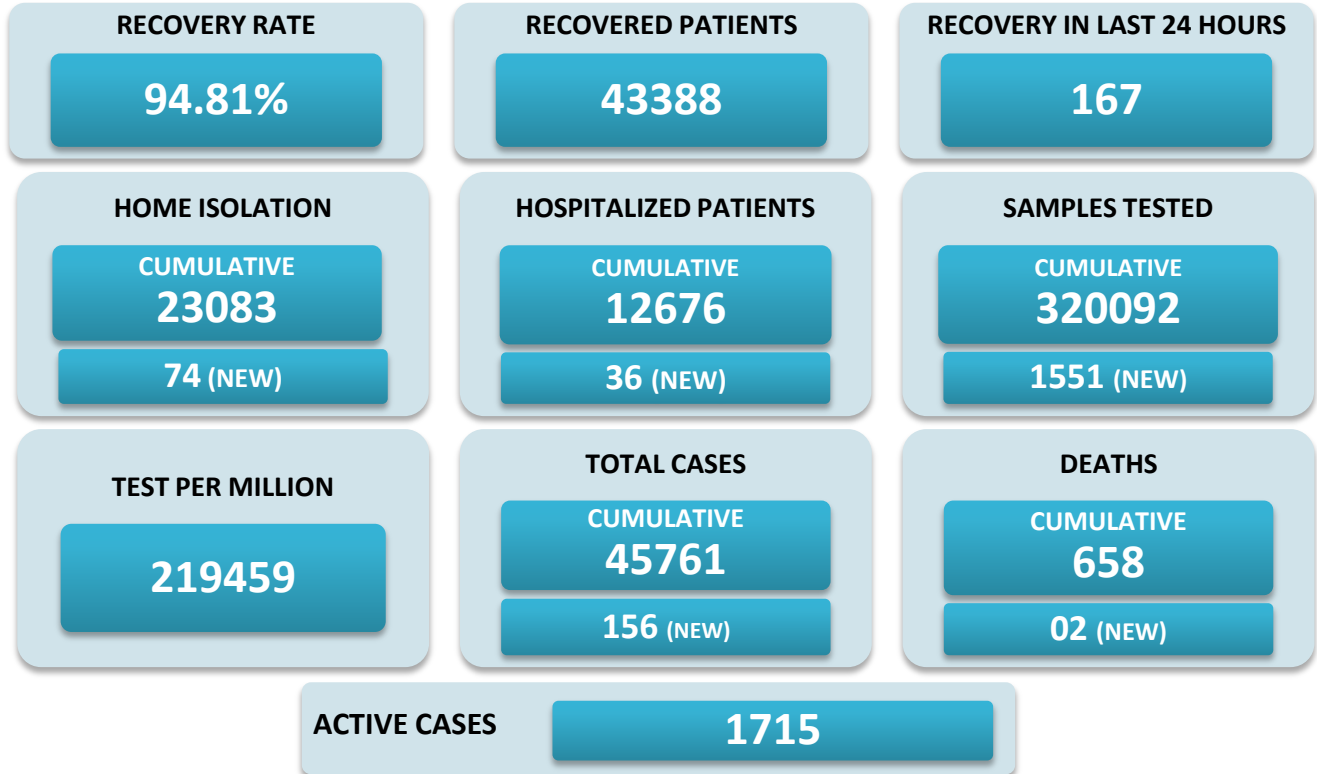 RECOVERY RATE
94.81%
RECOVERED PATIENTS
43388
RECOVERY IN LAST 24 HOURS
167
HOME ISOLATION
CUMULATIVE
23083
74 (NEW)
HOSPITALIZED PATIENTS
CUMULATIVE
12676
36 (NEW)
SAMPLES TESTED
CUMULATIVE
320092
1551 (NEW)
TEST PER MILLION
219459
TOTAL CASES
CUMULATIVE
45761
156 (NEW)
DEATHS
CUMULATIVE
658
02 (NEW)
ACTIVE CASES
1715